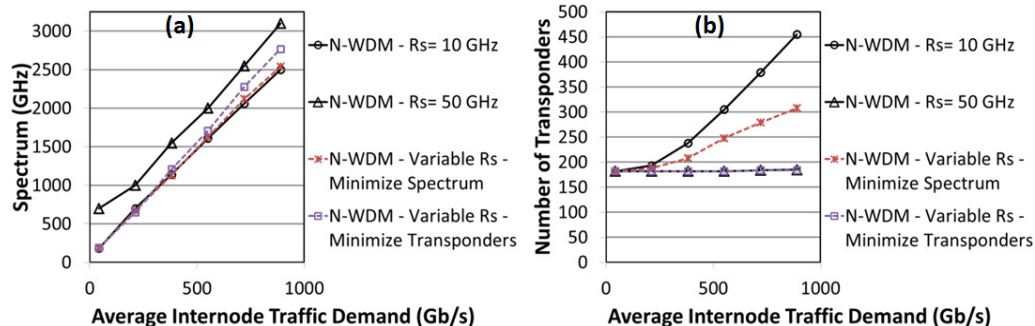 (a)
Spectrum (GHz)
3000
2500
2000
1500
1000
500
0
0 500 1000
Average Internode Traffic Demand (Gb/s)
N-WDM - Rs= 10 GHz
N-WDM - Rs= 50 GHz
N-WDM - Variable Rs -
Minimize Spectrum
N-WDM - Variable Rs -
Minimize Transponders
(b)
Number of Transponders
500
450
400
350
300
250
200
150
100
50
0
0 500 1000
Average Internode Traffic Demand (Gb/s)
N-WDM - Rs= 10 GHz
N-WDM - Rs= 50 GHz
N-WDM - Variable Rs -
Minimize Spectrum
N-WDM - Variable Rs -
Minimize Transponders